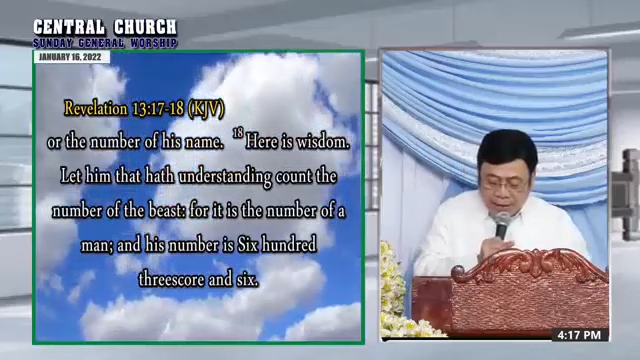 CENTRAL CHURCH
SUNDAY GENERAL WORSHIP
JANUARY 16, 2022
Revelation 13:17-18 (KJV)
or the number of his name. 18 Here is wisdom.
Let him that hath understanding count the
number of the beast: for it is the number of a
man; and his number is Six hundred
threescore and six.
4:17 PM